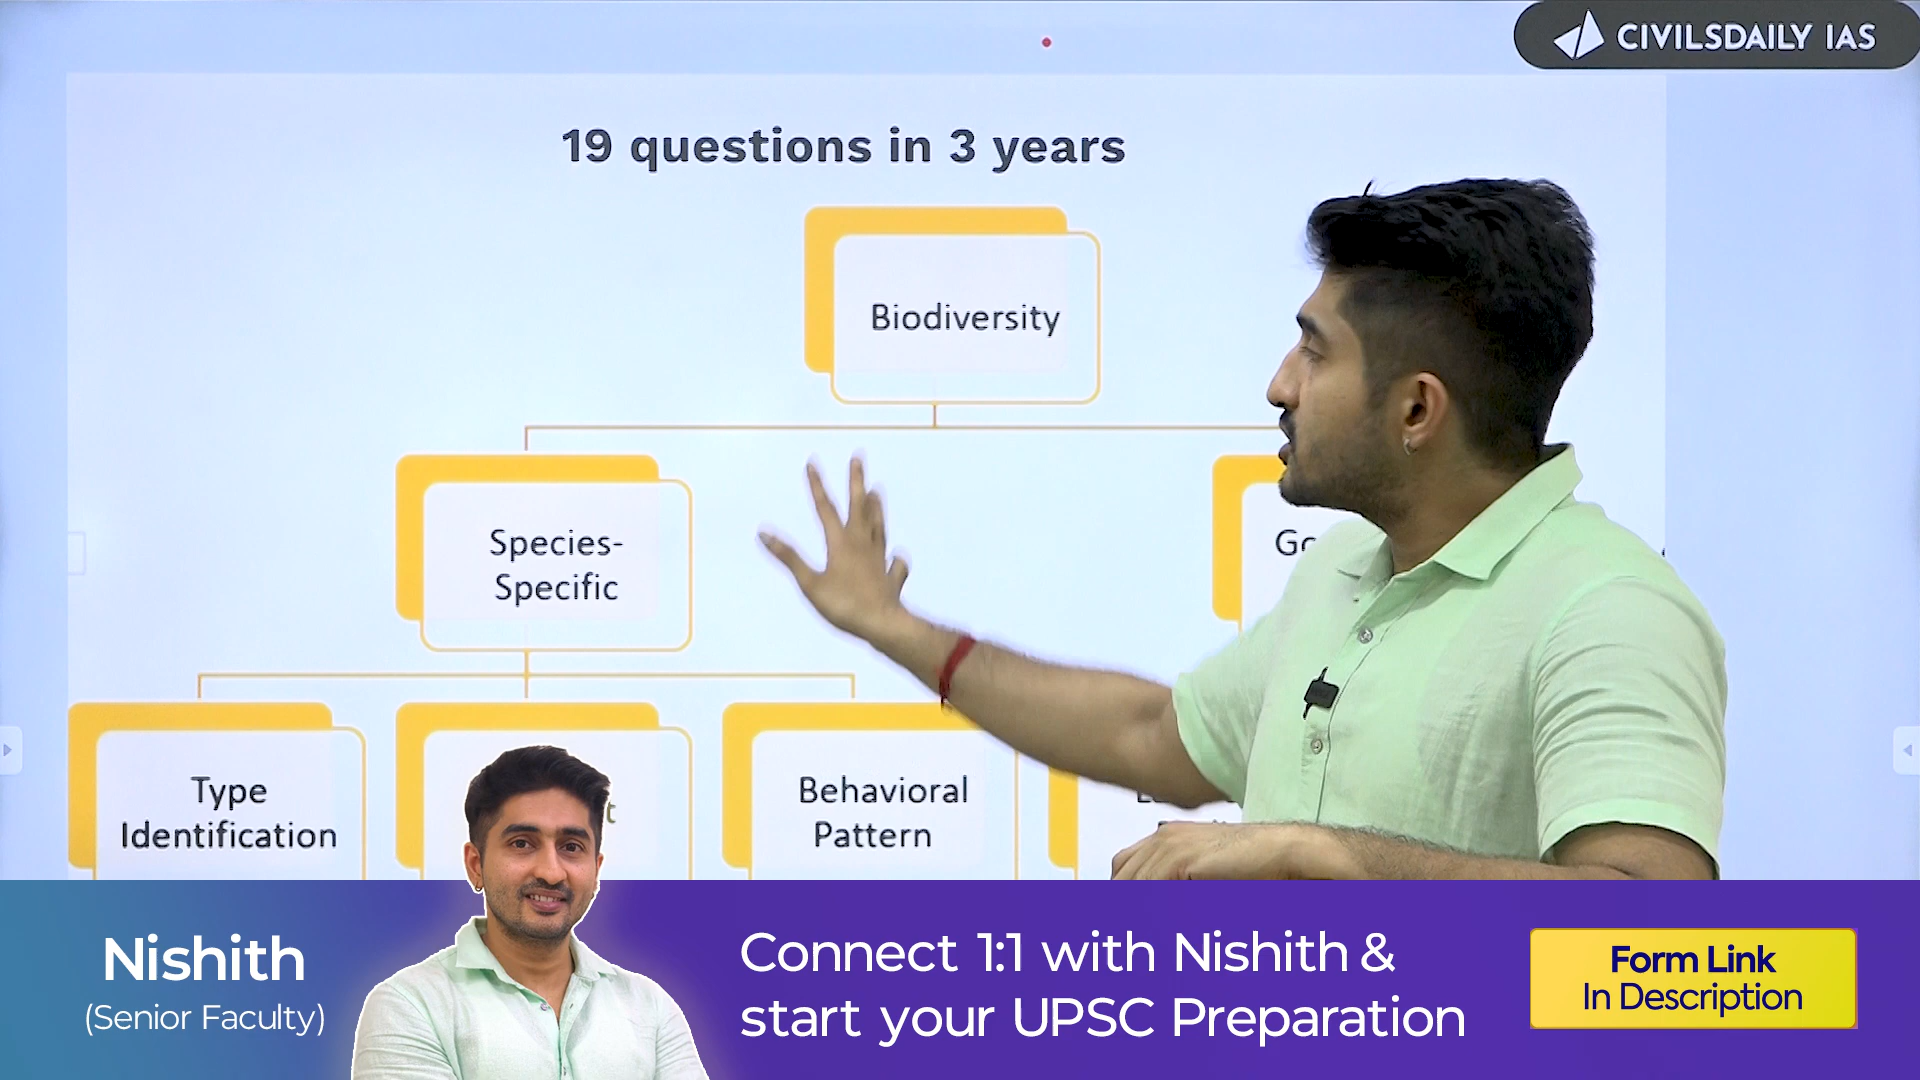 CIVILSDAILY IAS
19 questions in 3 years
Biodiversity
Species-
Specific
Type
Identification
Behavioral
Pattern
Nishith
(Senior Faculty)
Connect 1:1 with Nishith &
start your UPSC Preparation
Form Link
In Description